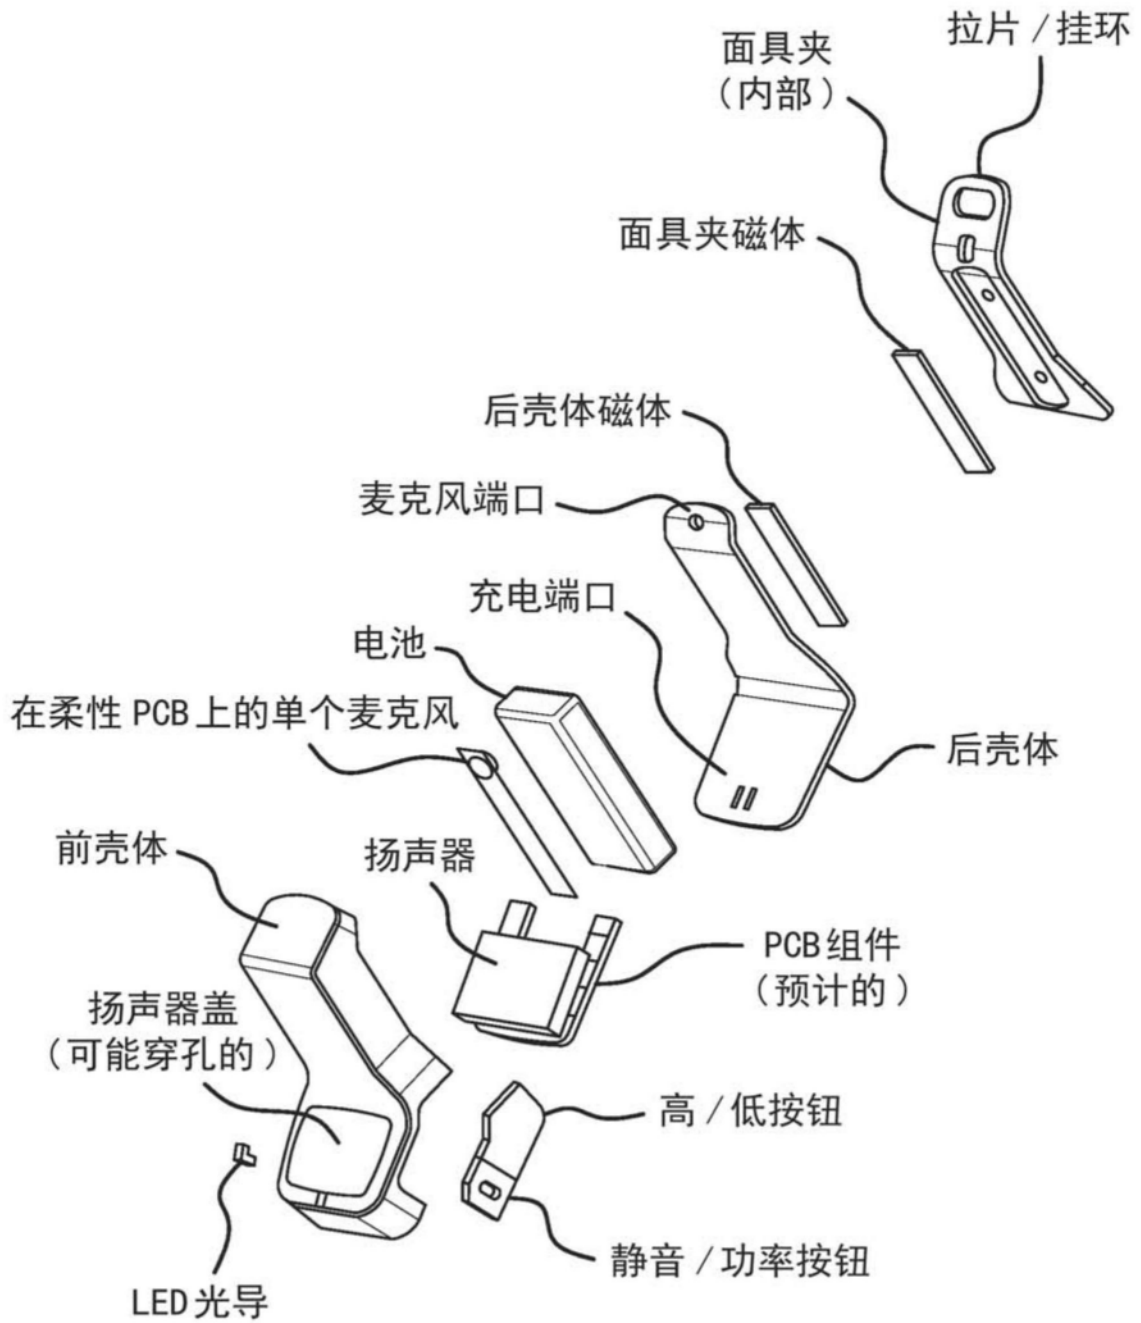 拉片/挂环
面具夹
(内部)
面具夹磁体
后壳体磁体
麦克风端口
充电端口
电池
在柔性PCB上的单个麦克风
后壳体
前壳体
扬声器
PCB组件
(预计的)
扬声器盖
(可能穿孔的)
高/低按钮
静音/功率按钮
LED光导